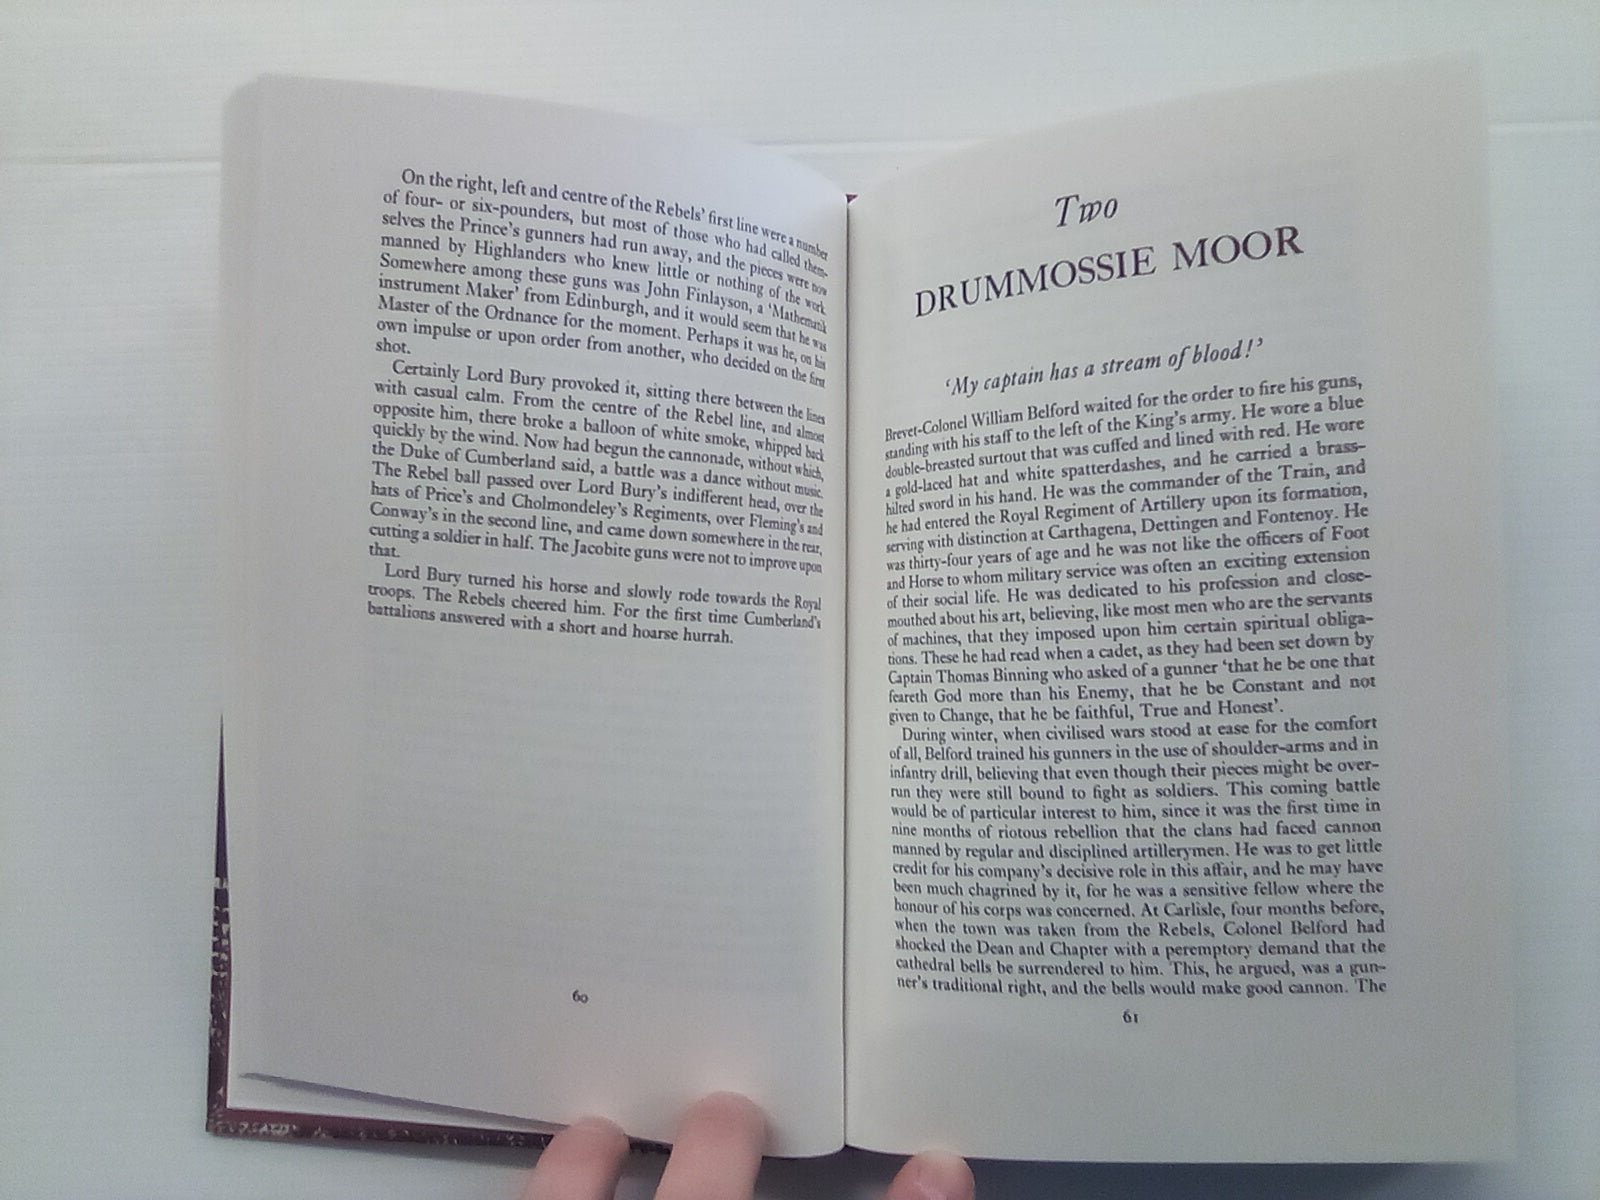 On the right, left and centre of the Rebels' first line were a number
of four- or six-pounders, but most of those who had called them-
selves the Prince's gunners had run away, and the pieces were now
manned by Highlanders who knew little or nothing of the work.
Somewhere among these guns was John Finlayson, a 'Mathematik
instrument Maker' from Edinburgh, and it would seem that he was
Master of the Ordnance for the moment. Perhaps it was he, on his
own impulse or upon order from another, who decided on the first
shot.
Certainly Lord Bury provoked it, sitting there between the lines
with casual calm. From the centre of the Rebel line, and almost
opposite him, there broke a balloon of white smoke, whipped back
quickly by the wind. Now had begun the cannonade, without which,
the Duke of Cumberland said, a battle was a dance without music.
The Rebel ball passed over Lord Bury's indifferent head, over the
hats of Price's and Cholmondeley's Regiments, over Fleming's and
Conway's in the second line, and came down somewhere in the rear,
cutting a soldier in half. The Jacobite guns were not to improve upon
that.
Lord Bury turned his horse and slowly rode towards the Royal
troops. The Rebels cheered him. For the first time Cumberland's
battalions answered with a short and hoarse hurrah.
60
Two
DRUMMOSSIE MOOR
'My captain has a stream of blood!'
Brevet-Colonel William Belford waited for the order to fire his guns,
standing with his staff to the left of the King's army. He wore a blue
double-breasted surtout that was cuffed and lined with red. He wore
a gold-laced hat and white spatterdashes, and he carried a brass-
hilted sword in his hand. He was the commander of the Train, and
he had entered the Royal Regiment of Artillery upon its formation,
serving with distinction at Carthagena, Dettingen and Fontenoy. He
was thirty-four years of age and he was not like the officers of Foot
and Horse to whom military service was often an exciting extension
of their social life. He was dedicated to his profession and close-
mouthed about his art, believing, like most men who are the servants
of machines, that they imposed upon him certain spiritual obliga-
tions. These he had read when a cadet, as they had been set down by
Captain Thomas Binning who asked of a gunner 'that he be one that
feareth God more than his Enemy, that he be Constant and not
given to Change, that he be faithful, True and Honest'.
During winter, when civilised wars stood at ease for the comfort
of all, Belford trained his gunners in the use of shoulder-arms and in
infantry drill, believing that even though their pieces might be over-
run they were still bound to fight as soldiers. This coming battle
would be of particular interest to him, since it was the first time in
nine months of riotous rebellion that the clans had faced cannon
manned by regular and disciplined artillerymen. He was to get little
credit for his company's decisive role in this affair, and he may have
been much chagrined by it, for he was a sensitive fellow where the
honour of his corps was concerned. At Carlisle, four months before,
when the town was taken from the Rebels, Colonel Belford had
shocked the Dean and Chapter with a peremptory demand that the
cathedral bells be surrendered to him. This, he argued, was a gun-
ner's traditional right, and the bells would make good cannon. The
61